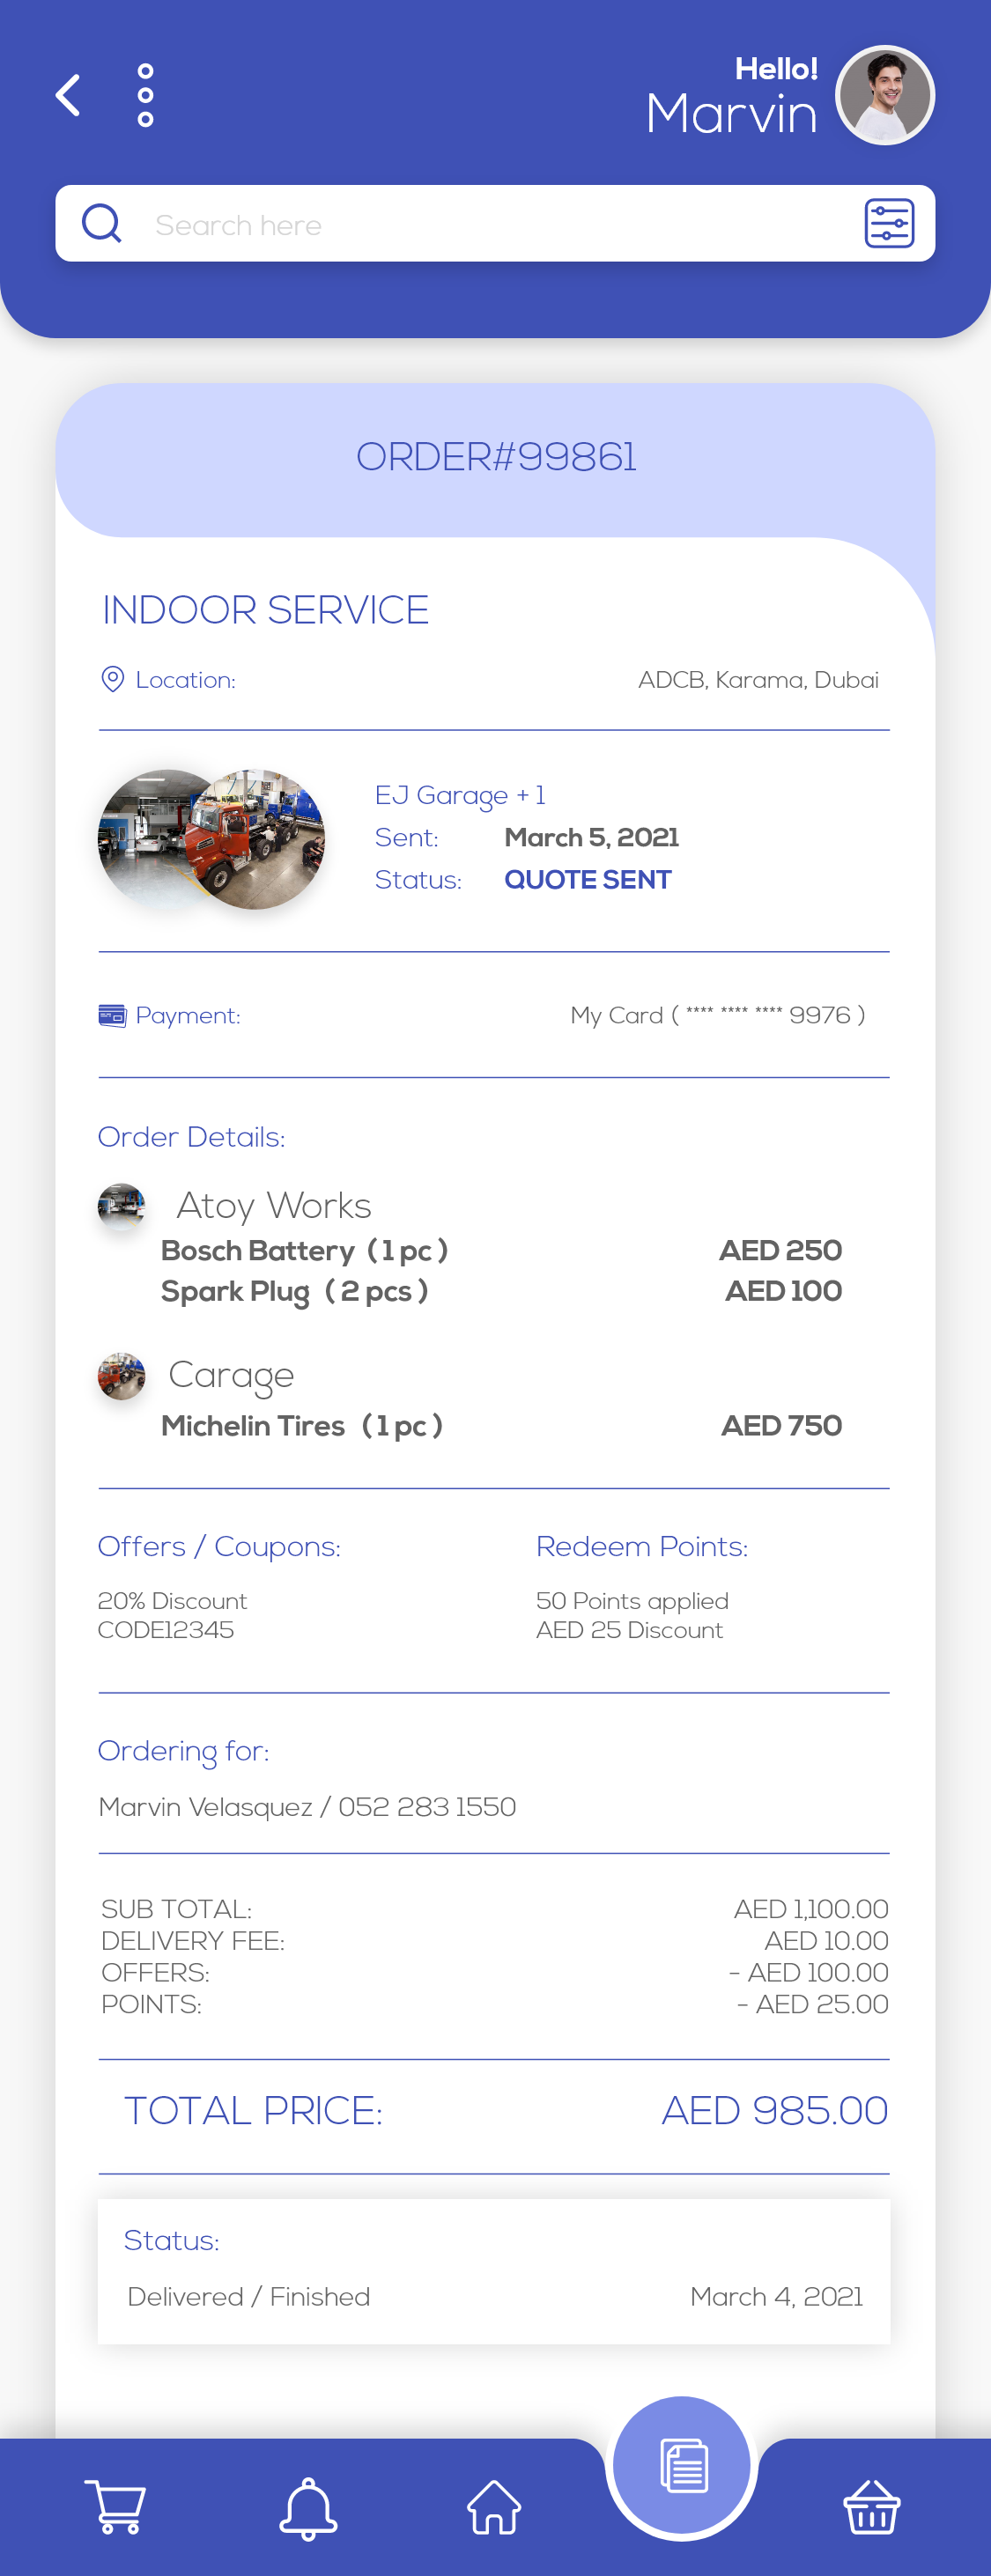 Hello!
Marvin
Search here
ORDER#99861
INDOOR SERVICE
Location: ADCB, Karama, Dubai
EJ Garage + 1
Sent: March 5, 2021
Status: QUOTE SENT
Payment: My Card ( **** **** **** 9976 )
Order Details:
Atoy Works
Bosch Battery ( 1 pc ) AED 250
Spark Plug ( 2 pcs ) AED 100
Carage
Michelin Tires ( 1 pc ) AED 750
Offers / Coupons: Redeem Points:
20% Discount 50 Points applied
CODE12345 AED 25 Discount
Ordering for:
Marvin Velasquez / 052 283 1550
SUB TOTAL: AED 1,100.00
DELIVERY FEE: AED 10.00
OFFERS: - AED 100.00
POINTS: - AED 25.00
TOTAL PRICE: AED 985.00
Status:
Delivered / Finished March 4, 2021